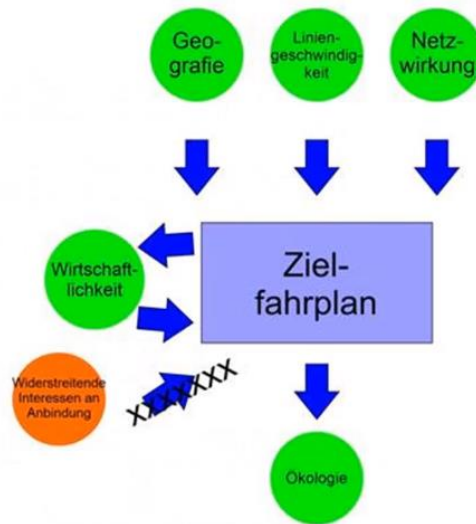 Geo-
grafie
Linien-
geschwindig-
keit
Netz-
wirkung
Wirtschaft-
lichkeit
Ziel-
fahrplan
Widerstreitende
Interessen an
Anbindung
XXXXXXX
Ökologie